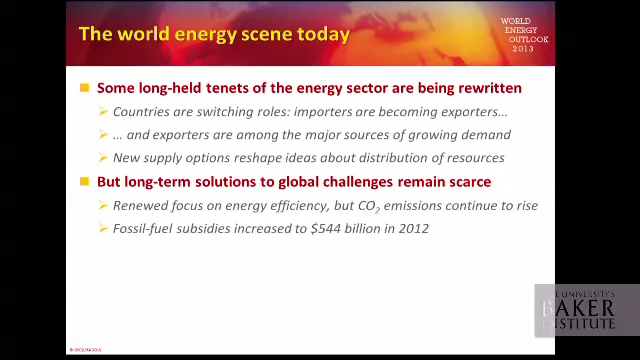 The world energy scene today
WORLD
ENERGY
OUTLOOK
2013
Some long-held tenets of the energy sector are being rewritten
Countries are switching roles: importers are becoming exporters…
… and exporters are among the major sources of growing demand
New supply options reshape ideas about distribution of resources
But long-term solutions to global challenges remain scarce
Renewed focus on energy efficiency, but CO₂ emissions continue to rise
Fossil-fuel subsidies increased to $544 billion in 2012
UNIVERSITY'S
BAKER
INSTITUTE
© OECD/IEA 2013